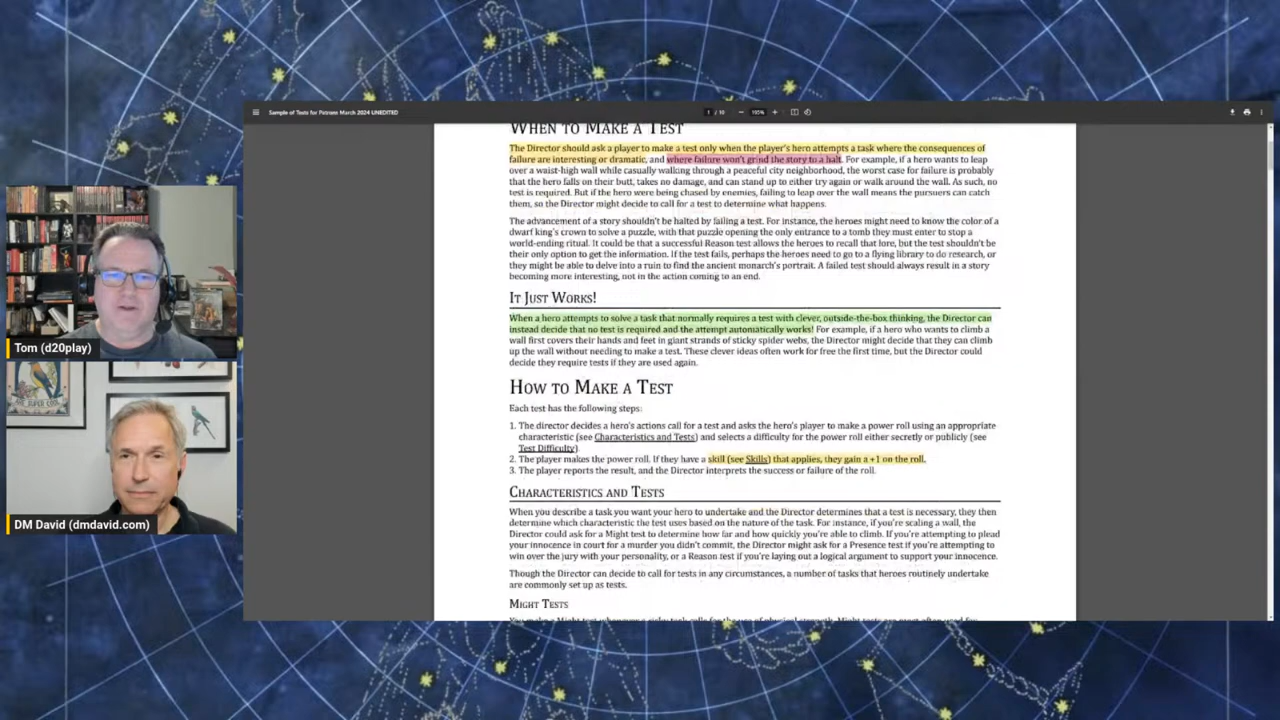 Sample of Tests for Patrons March 2024 UNEDITED
1 / 10
WHEN TO MAKE A TEST
The Director should ask a player to make a test only when the player's hero attempts a task where the consequences of
failure are interesting or dramatic, and where failure won't grind the story to a halt. For example, if a hero wants to leap
over a waist-high wall while casually walking through a peaceful city neighborhood, the worst case for failure is probably
that the hero falls on their butt, takes no damage, and can stand up to either try again or walk around the wall. As such, no
test is required. But if the hero were being chased by enemies, failing to leap over the wall means the pursuers can catch
them, so the Director might decide to call for a test to determine what happens.
The advancement of a story shouldn't be halted by failing a test. For instance, the heroes might need to know the color of a
dwarf king's crown to solve a puzzle, with that puzzle opening the only entrance to a tomb they must enter to stop a
world-ending ritual. It could be that a successful Reason test allows the heroes to recall that lore, but the test shouldn't be
their only option to get the information. If the test fails, perhaps the heroes need to go to a flying library to do research, or
they might be able to delve into a ruin to find the ancient monarch's portrait. A failed test should always result in a story
becoming more interesting, not in the action coming to an end.
IT JUST WORKS!
When a hero attempts to solve a task that normally requires a test with clever, outside-the-box thinking, the Director can
instead decide that no test is required and the attempt automatically works! For example, if a hero who wants to climb a
wall first covers their hands and feet in giant strands of sticky spider webs, the Director might decide that they can climb
up the wall without needing to make a test. These clever ideas often work for free the first time, but the Director could
decide they require tests if they are used again.
HOW TO MAKE A TEST
Each test has the following steps:
1. The director decides a hero's actions call for a test and asks the hero's player to make a power roll using an appropriate
characteristic (see Characteristics and Tests) and selects a difficulty for the power roll either secretly or publicly (see
Test Difficulty).
2. The player makes the power roll. If they have a skill (see Skills) that applies, they gain a +1 on the roll.
3. The player reports the result, and the Director interprets the success or failure of the roll.
CHARACTERISTICS AND TESTS
When you describe a task you want your hero to undertake and the Director determines that a test is necessary, they then
determine which characteristic the test uses based on the nature of the task. For instance, if you're scaling a wall, the
Director could ask for a Might test to determine how far and how quickly you're able to climb. If you're attempting to plead
your innocence in court for a murder you didn't commit, the Director might ask for a Presence test if you're attempting to
win over the jury with your personality, or a Reason test if you're laying out a logical argument to support your innocence.
Though the Director can decide to call for tests in any circumstances, a number of tasks that heroes routinely undertake
are commonly set up as tests.
MIGHT TESTS
Tom (d20play)
DM David (dmdavid.com)